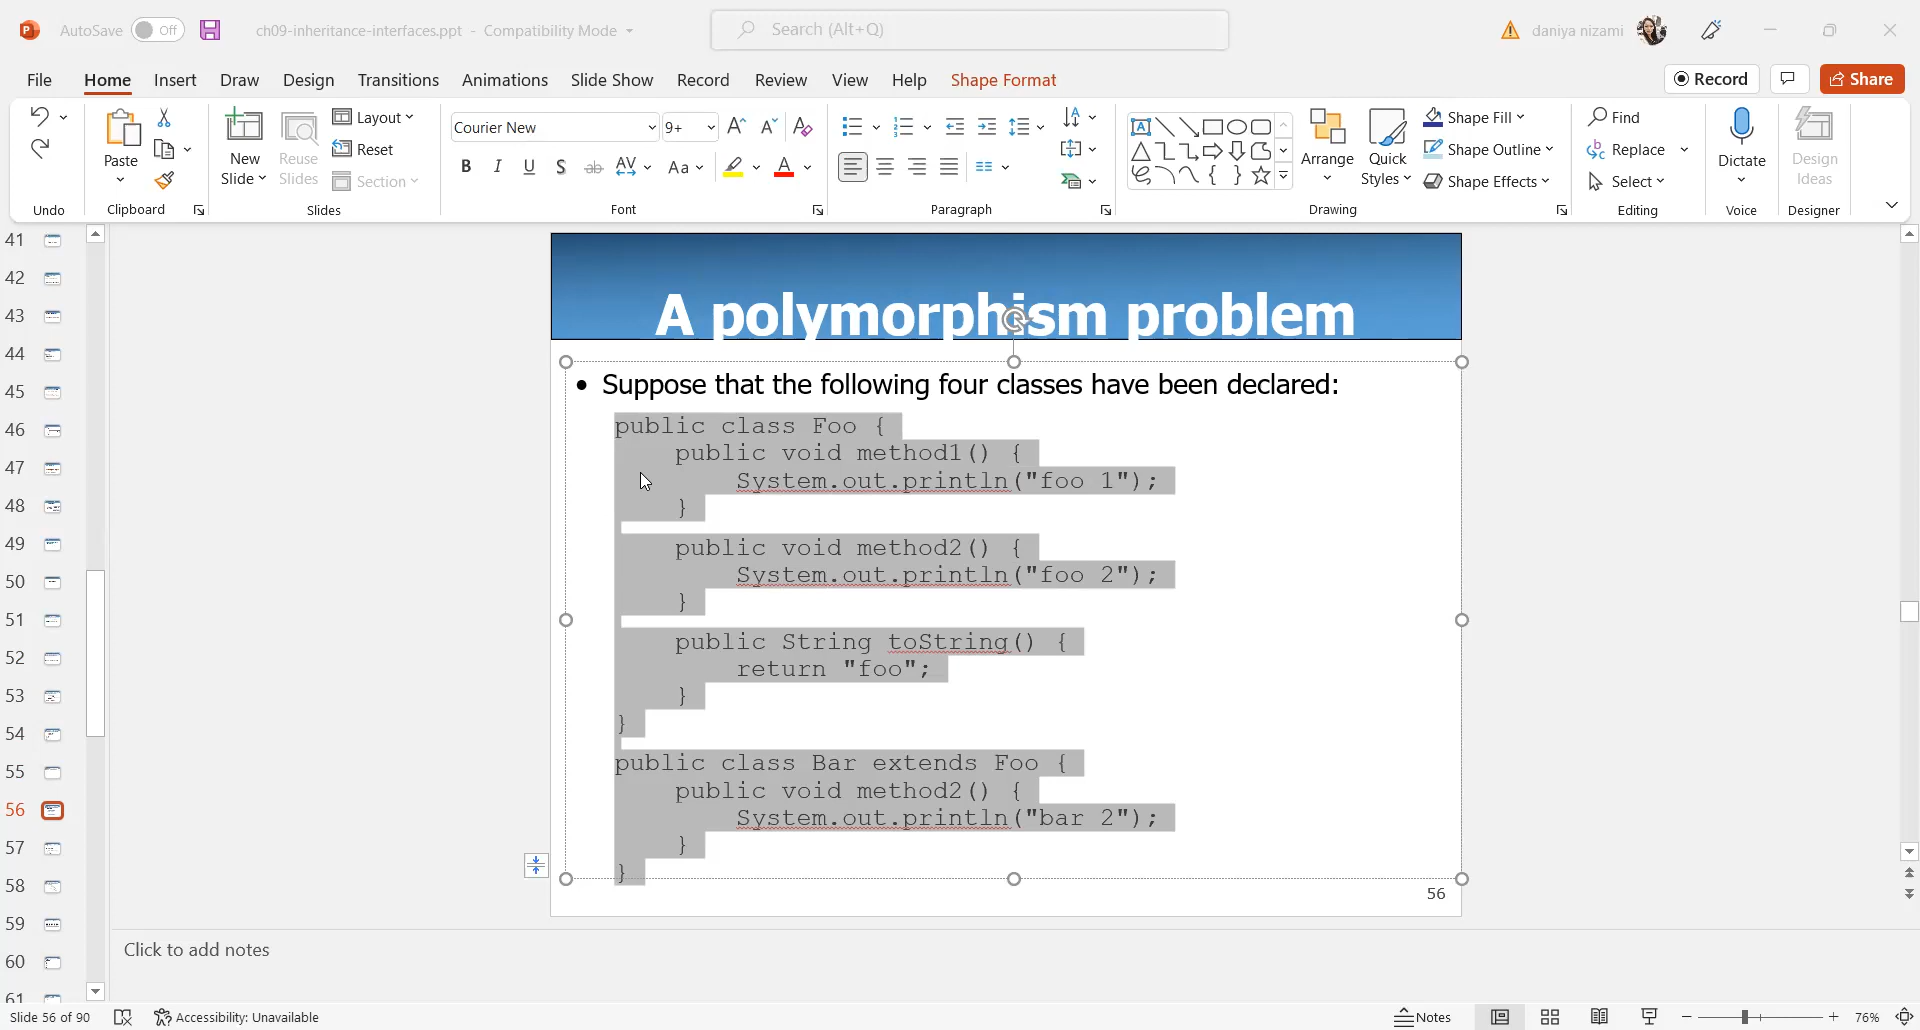 AutoSave Off ch09-inheritance-interfaces.ppt - Compatibility Mode Search (Alt+Q) daniya nizami
File Home Insert Draw Design Transitions Animations Slide Show Record Review View Help Shape Format Record Share
Paste
New Slide
Reuse Slides
Layout
Reset
Section
Courier New 9+
B I U S ab AV Aa A
Arrange
Quick Styles
Shape Fill
Shape Outline
Shape Effects
Find
Replace
Select
Dictate
Design Ideas
Undo Clipboard Slides Font Paragraph Drawing Editing Voice Designer
41
42
43
44
45
46
47
48
49
50
51
52
53
54
55
56
57
58
59
60
61
A polymorphism problem
• Suppose that the following four classes have been declared:
public class Foo {
public void method1() {
System.out.println("foo 1");
}
public void method2() {
System.out.println("foo 2");
}
public String toString() {
return "foo";
}
}
public class Bar extends Foo {
public void method2() {
System.out.println("bar 2");
}
}
56
Click to add notes
Slide 56 of 90 Accessibility: Unavailable Notes 76%